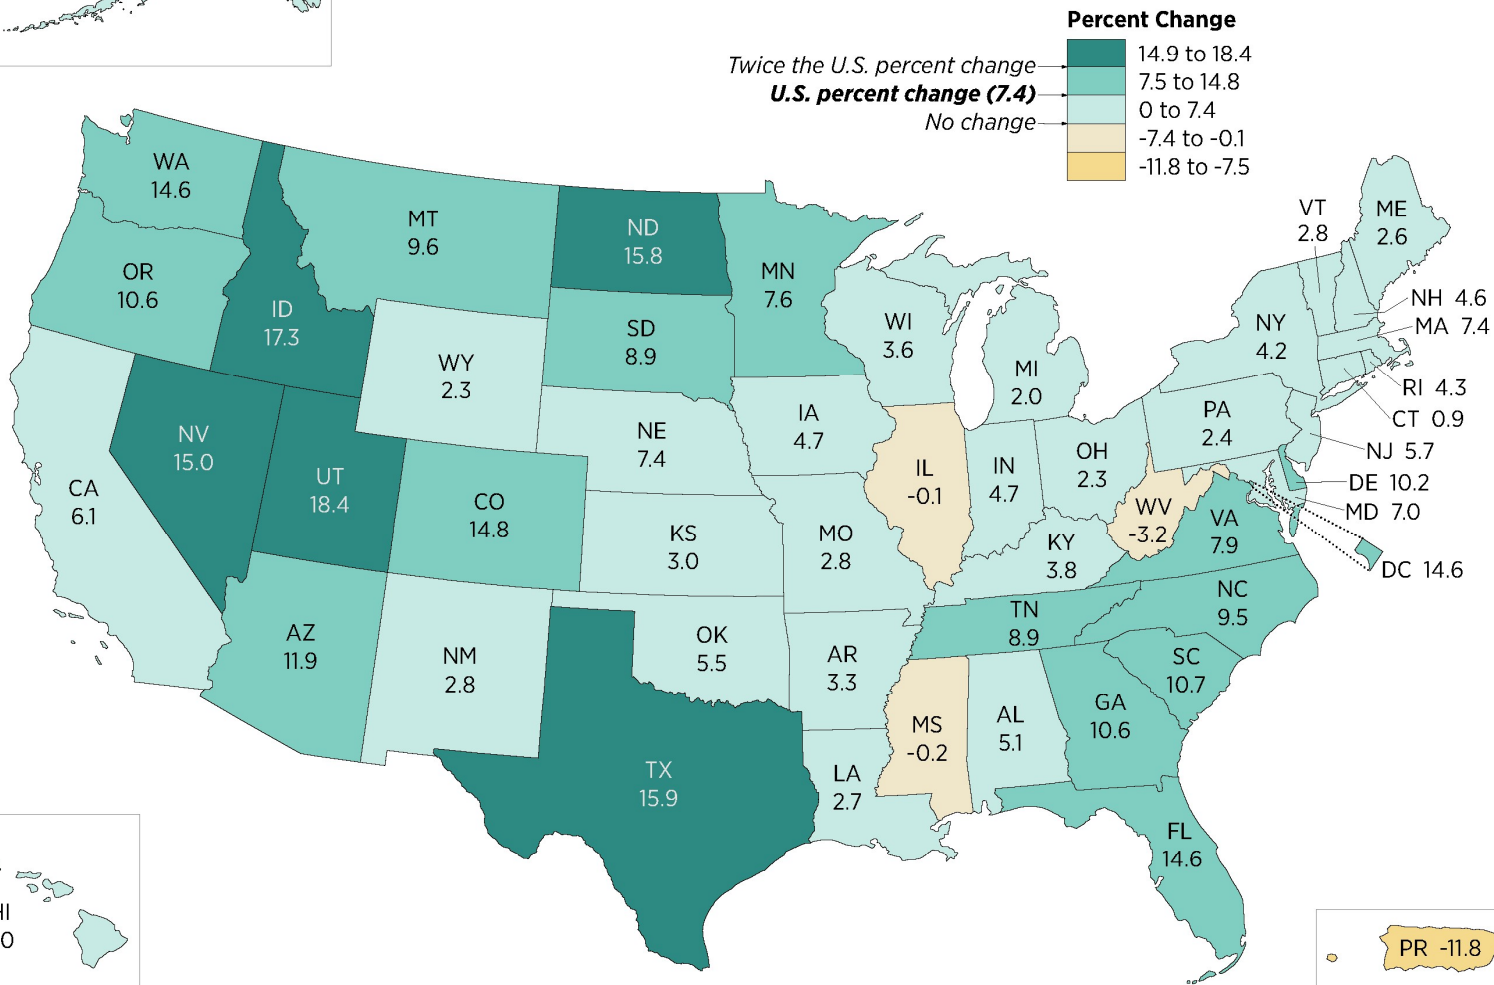 Percent Change
14.9 to 18.4
Twice the U.S. percent change
7.5 to 14.8
U.S. percent change (7.4)
0 to 7.4
No change
-7.4 to -0.1
-11.8 to -7.5
WA
14.6
MT
9.6
ND
15.8
VT
2.8
ME
2.6
OR
10.6
MN
7.6
ID
17.3
SD
8.9
WI
3.6
NY
4.2
NH 4.6
MA 7.4
WY
2.3
MI
2.0
RI 4.3
CT 0.9
IA
4.7
PA
2.4
NJ 5.7
NV
15.0
NE
7.4
OH
2.3
DE 10.2
UT
18.4
IL
-0.1
IN
4.7
MD 7.0
CA
6.1
CO
14.8
WV
-3.2
VA
7.9
KS
3.0
MO
2.8
KY
3.8
DC 14.6
NC
9.5
TN
8.9
AZ
11.9
NM
2.8
OK
5.5
AR
3.3
SC
10.7
GA
10.6
MS
-0.2
AL
5.1
TX
15.9
LA
2.7
FL
14.6
PR -11.8